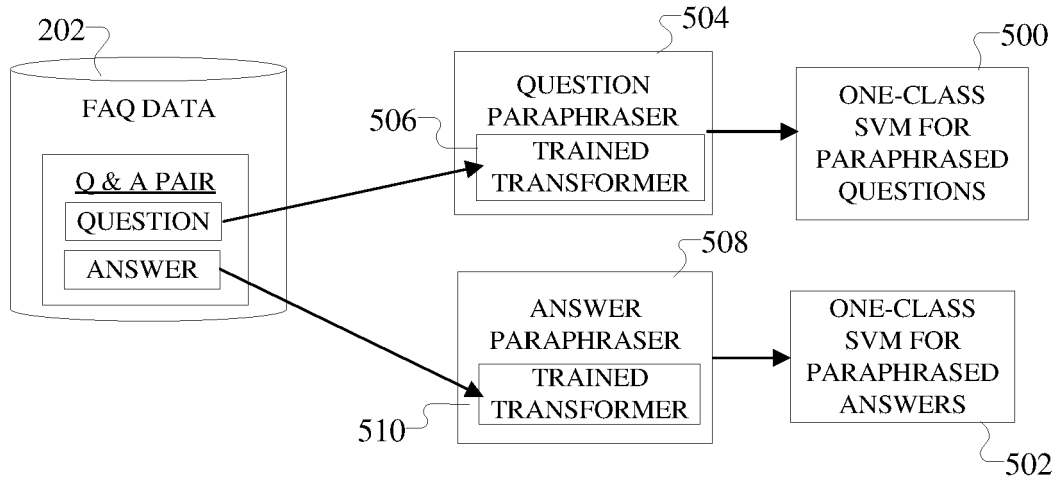 202
FAQ DATA
Q & A PAIR
QUESTION
ANSWER
504
QUESTION
PARAPHRASER
506
TRAINED
TRANSFORMER
500
ONE-CLASS
SVM FOR
PARAPHRASED
QUESTIONS
508
ANSWER
PARAPHRASER
TRAINED
TRANSFORMER
510
ONE-CLASS
SVM FOR
PARAPHRASED
ANSWERS
502